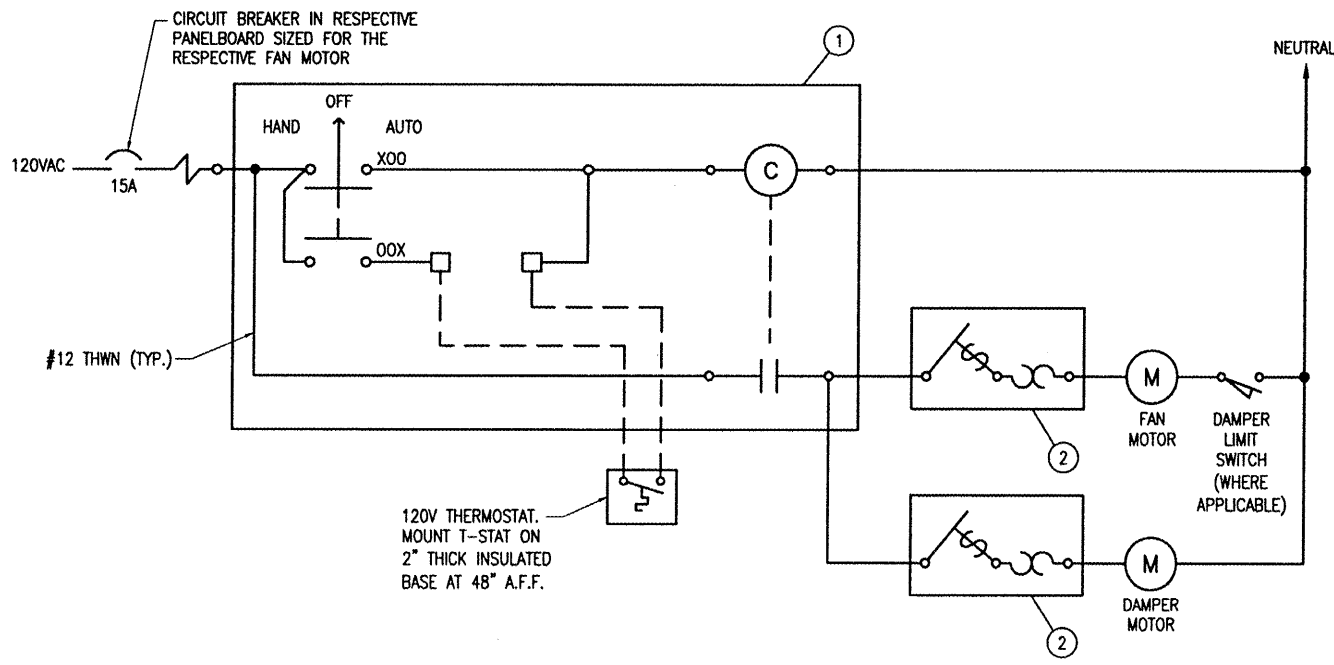 CIRCUIT BREAKER IN RESPECTIVE
PANELBOARD SIZED FOR THE
RESPECTIVE FAN MOTOR
1
NEUTRAL
OFF
HAND
AUTO
120VAC
15A
XOO
C
OOX
#12 THWN (TYP.)
M
FAN
MOTOR
DAMPER
LIMIT
SWITCH
(WHERE
APPLICABLE)
2
120V THERMOSTAT.
MOUNT T-STAT ON
2" THICK INSULATED
BASE AT 48" A.F.F.
M
DAMPER
MOTOR
2